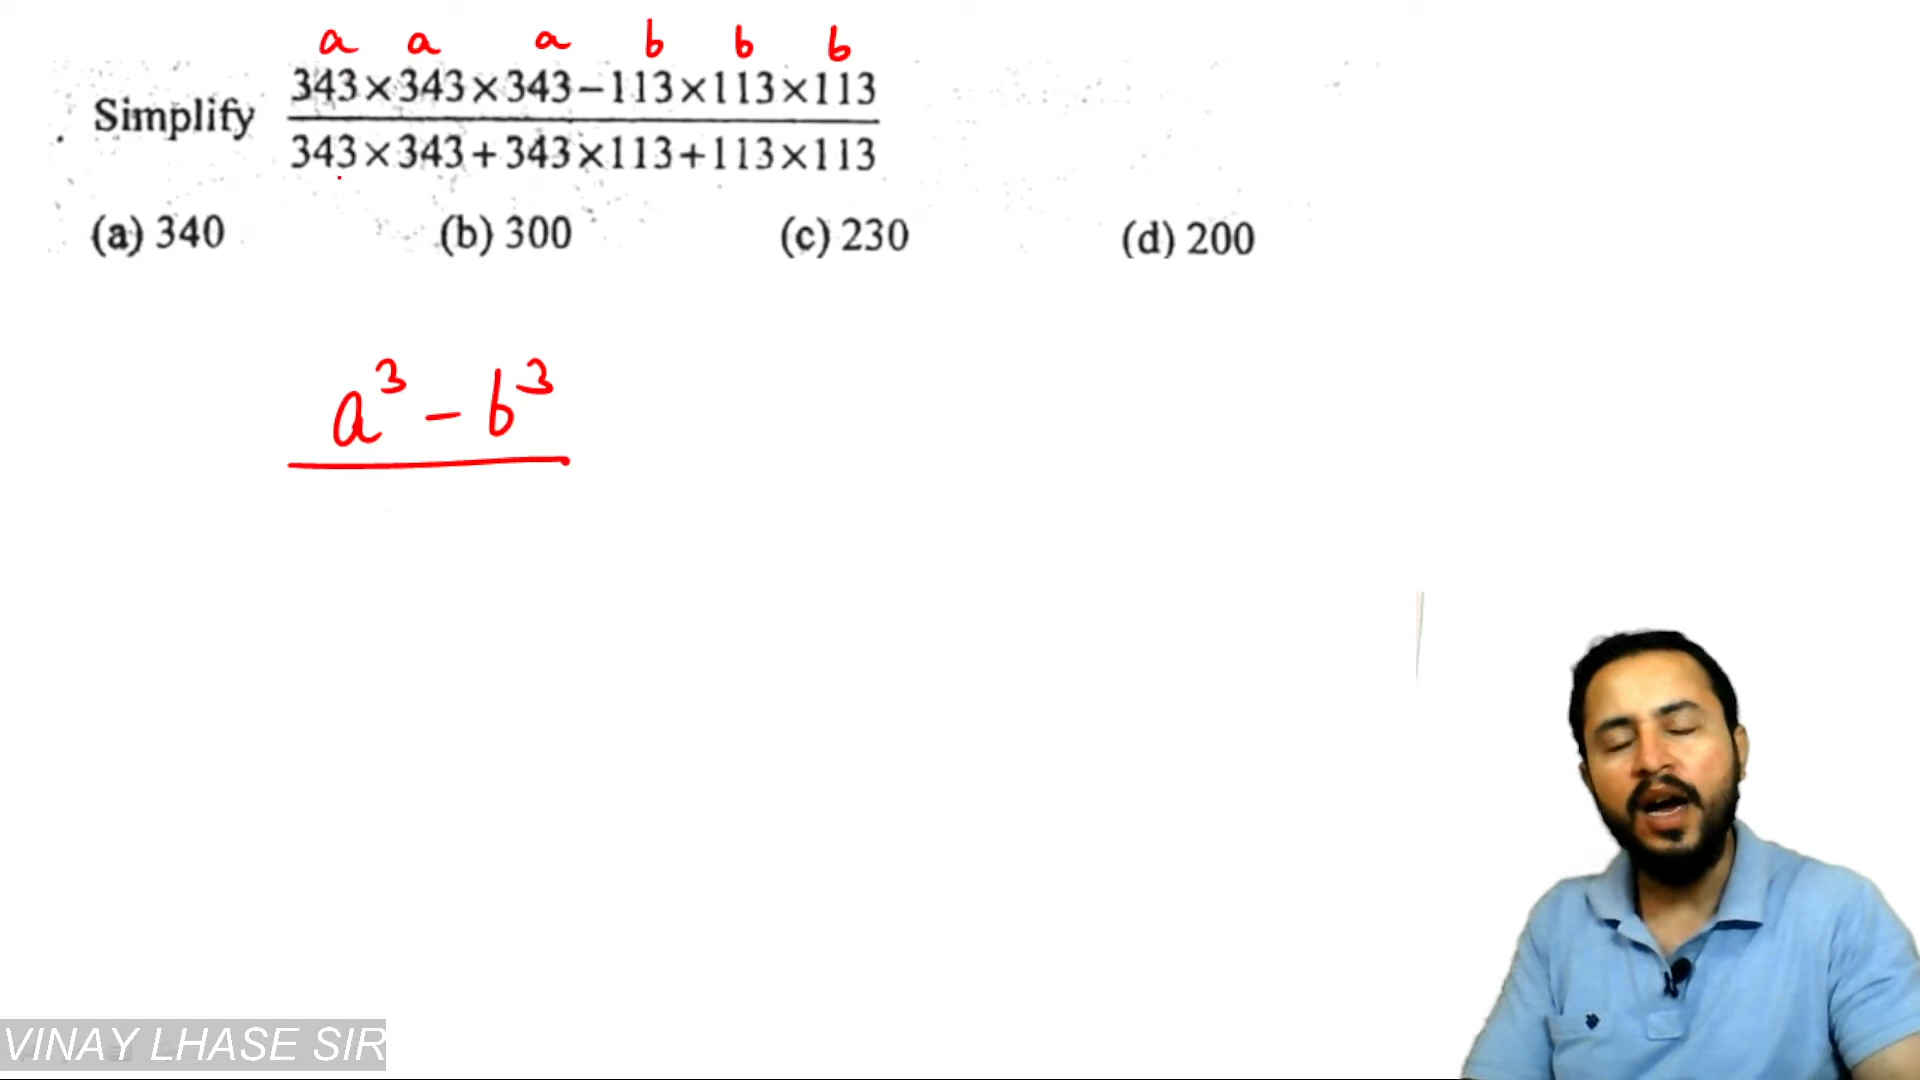 a a a b b b
Simplify 343×343×343−113×113×113
343×343+343×113+113×113
(a) 340 (b) 300 (c) 230 (d) 200
a³ − b³
VINAY LHASE SIR